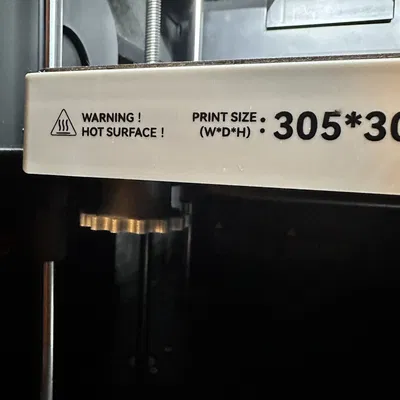 WARNING !
HOT SURFACE !
PRINT SIZE
(W*D*H) : 305*30